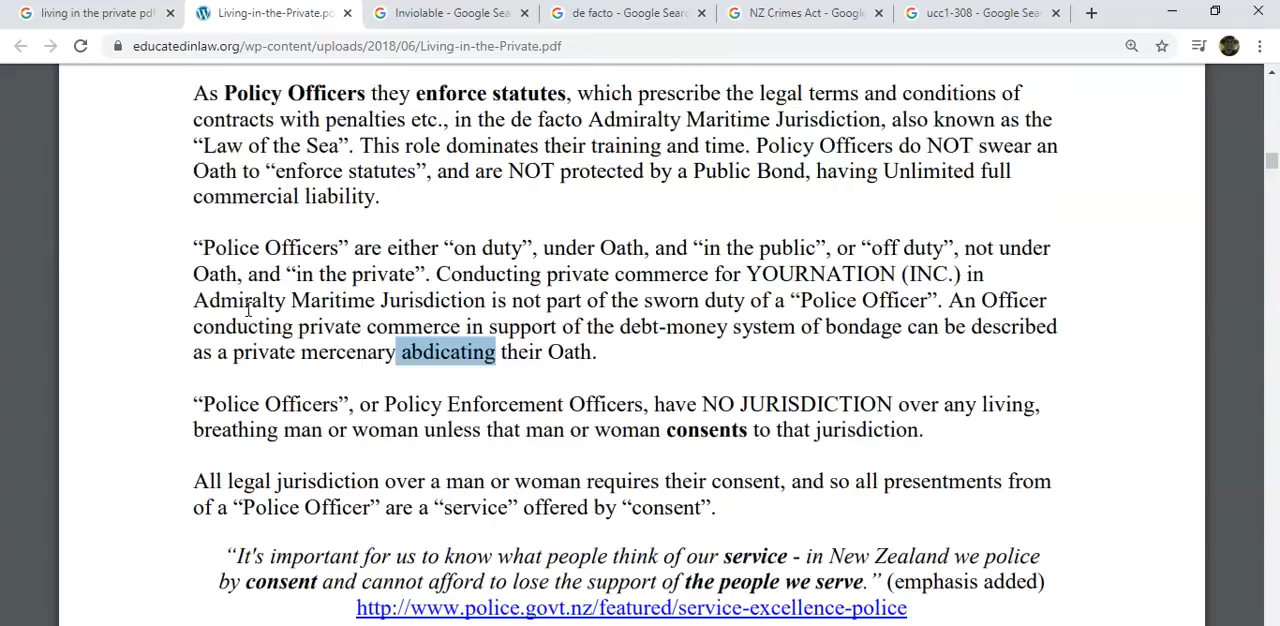 living in the private pdf
Living-in-the-Private.pdf
Inviolable - Google Sea
de facto - Google Searc
NZ Crimes Act - Google
ucc1-308 - Google Sear
educatedinlaw.org/wp-content/uploads/2018/06/Living-in-the-Private.pdf
As Policy Officers they enforce statutes, which prescribe the legal terms and conditions of
contracts with penalties etc., in the de facto Admiralty Maritime Jurisdiction, also known as the
“Law of the Sea”. This role dominates their training and time. Policy Officers do NOT swear an
Oath to “enforce statutes”, and are NOT protected by a Public Bond, having Unlimited full
commercial liability.
“Police Officers” are either “on duty”, under Oath, and “in the public”, or “off duty”, not under
Oath, and “in the private”. Conducting private commerce for YOURNATION (INC.) in
Admiralty Maritime Jurisdiction is not part of the sworn duty of a “Police Officer”. An Officer
conducting private commerce in support of the debt-money system of bondage can be described
as a private mercenary abdicating their Oath.
“Police Officers”, or Policy Enforcement Officers, have NO JURISDICTION over any living,
breathing man or woman unless that man or woman consents to that jurisdiction.
All legal jurisdiction over a man or woman requires their consent, and so all presentments from
of a “Police Officer” are a “service” offered by “consent”.
“It's important for us to know what people think of our service - in New Zealand we police
by consent and cannot afford to lose the support of the people we serve.” (emphasis added)
http://www.police.govt.nz/featured/service-excellence-police